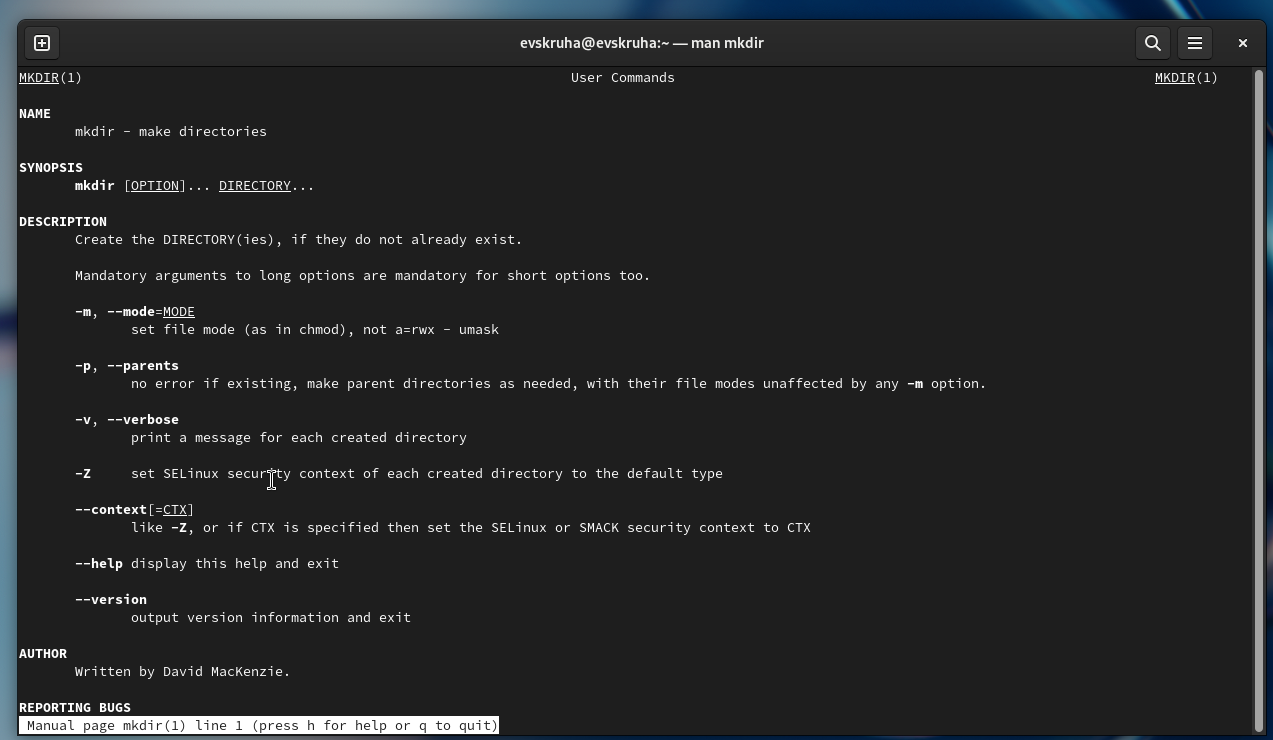 evskruha@evskruha:~ — man mkdir
MKDIR(1) User Commands MKDIR(1)
NAME
mkdir - make directories
SYNOPSIS
mkdir [OPTION]... DIRECTORY...
DESCRIPTION
Create the DIRECTORY(ies), if they do not already exist.
Mandatory arguments to long options are mandatory for short options too.
-m, --mode=MODE
set file mode (as in chmod), not a=rwx - umask
-p, --parents
no error if existing, make parent directories as needed, with their file modes unaffected by any -m option.
-v, --verbose
print a message for each created directory
-Z set SELinux security context of each created directory to the default type
--context[=CTX]
like -Z, or if CTX is specified then set the SELinux or SMACK security context to CTX
--help display this help and exit
--version
output version information and exit
AUTHOR
Written by David MacKenzie.
REPORTING BUGS
Manual page mkdir(1) line 1 (press h for help or q to quit)